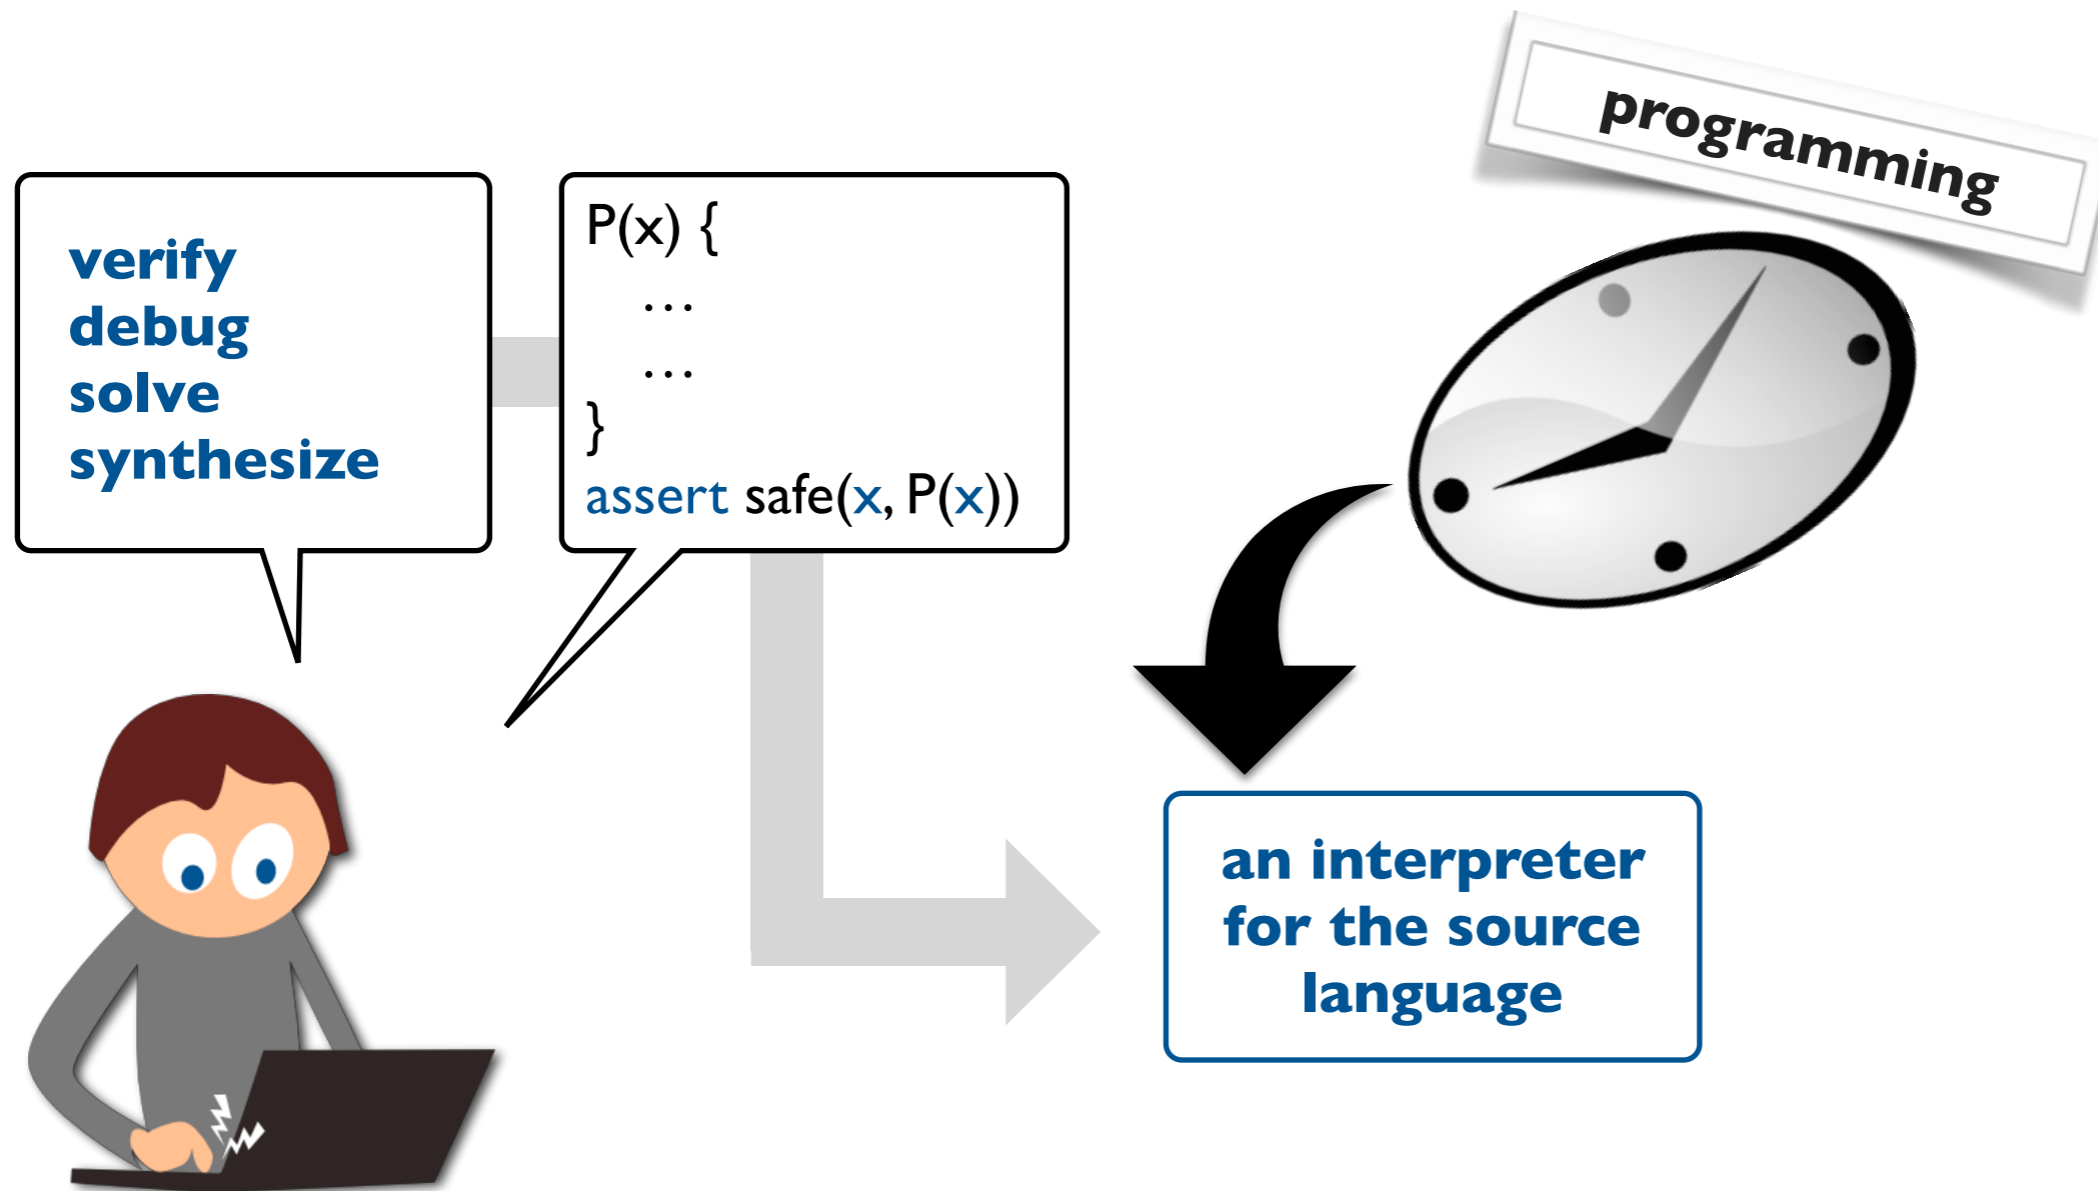 programming
verify
debug
solve
synthesize
P(x) {
…
…
}
assert safe(x, P(x))
an interpreter
for the source
language